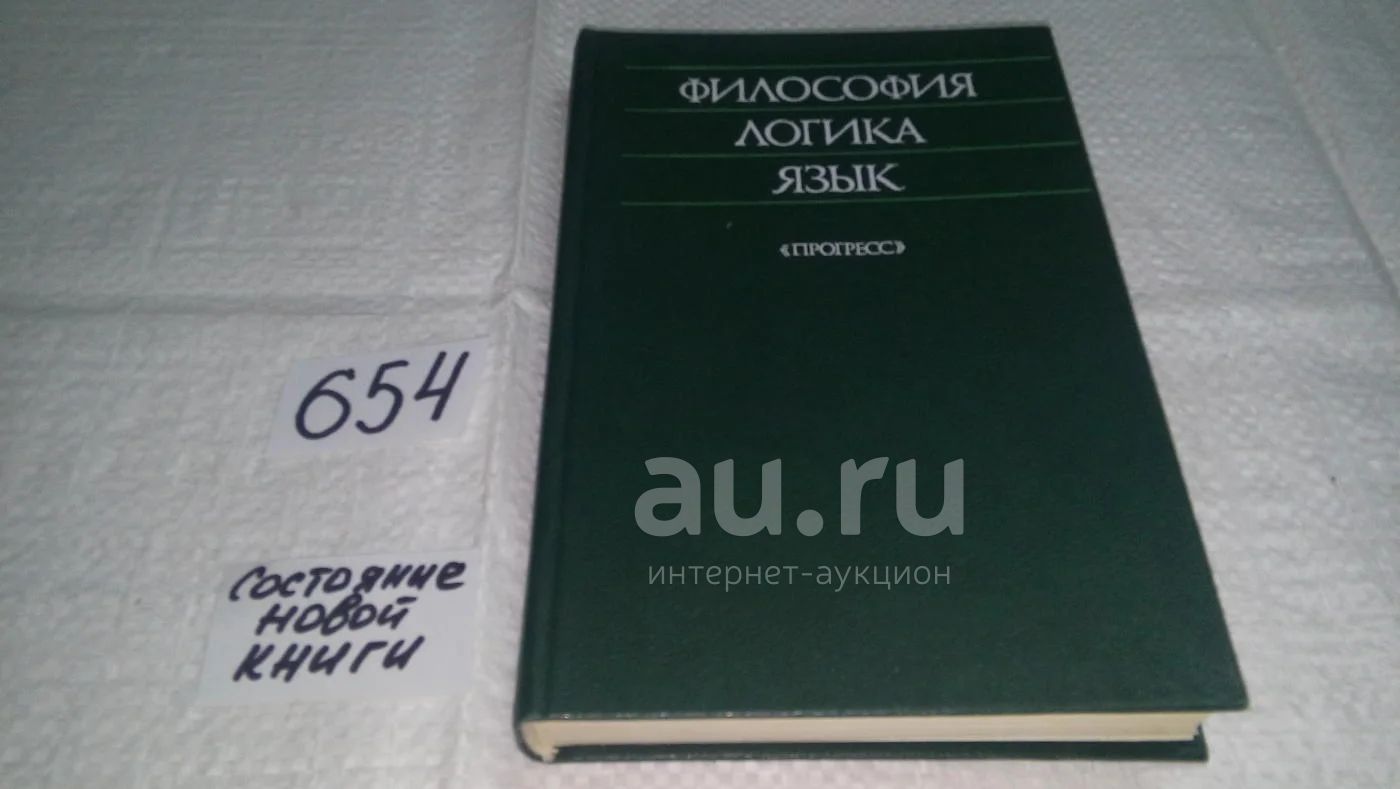 ФИЛОСОФИЯ
ЛОГИКА
ЯЗЫК
«ПРОГРЕСС»
654
состояние
новой
книги
au.ru
интернет-аукцион